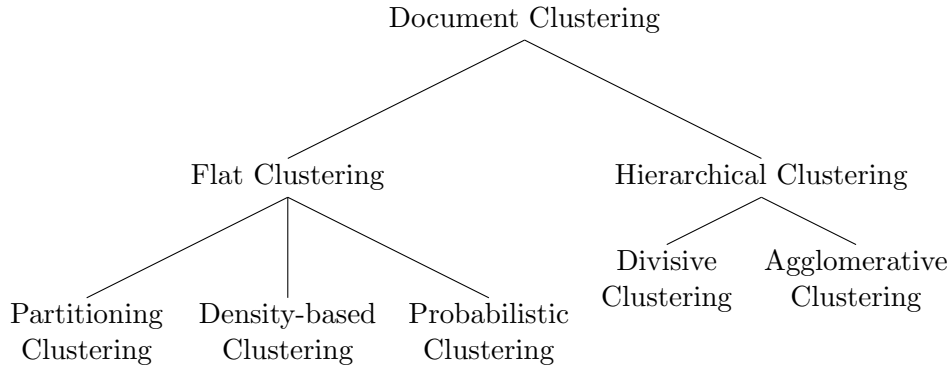 Document Clustering
Flat Clustering
Hierarchical Clustering
Partitioning
Clustering
Density-based
Clustering
Probabilistic
Clustering
Divisive
Clustering
Agglomerative
Clustering